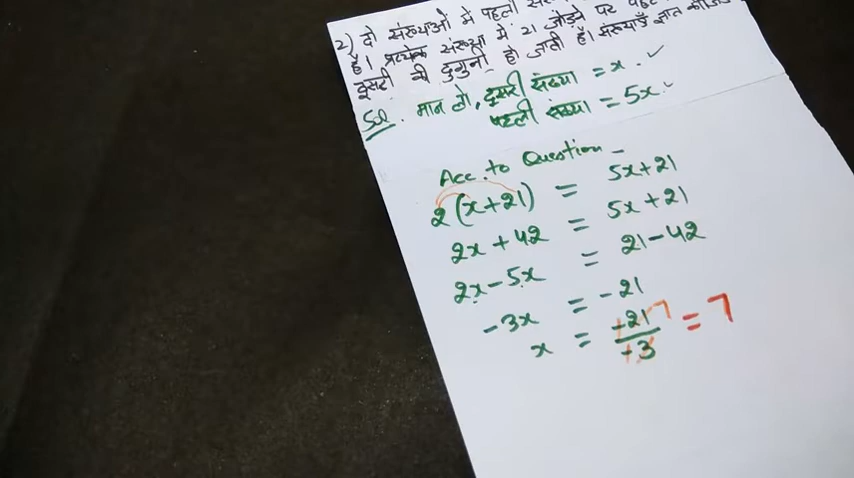 2) दो संख्याओं में पहली
है। प्रत्येक संख्या में 21 जोड़ने पर
दूसरी की दुगुनी हो जाती है। संख्याएँ ज्ञात
Sol. मान लो, दूसरी संख्या = x. ✓
पहली संख्या = 5x ✓
Acc. to Question –
2(x+21) = 5x+21
2x + 42 = 5x+21
2x - 5x = 21-42
-3x = -21
x = -21/-3 7 = 7